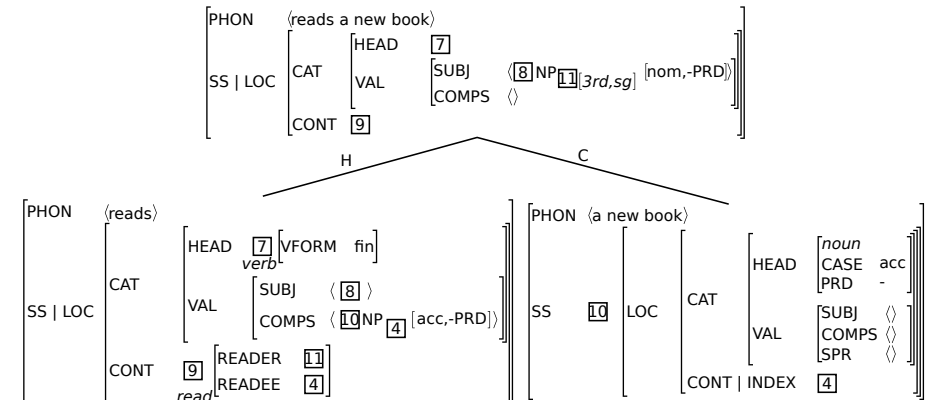 PHON ⟨reads a new book⟩
HEAD 7
SS | LOC CAT VAL SUBJ ⟨ 8 NP 11 [3rd,sg] [nom,-PRD]⟩
COMPS ⟨⟩
CONT 9
H C
PHON ⟨reads⟩
HEAD 7 verb [VFORM fin]
CAT
SS | LOC VAL SUBJ ⟨ 8 ⟩
COMPS ⟨ 10 NP 4 [acc,-PRD]⟩
CONT 9 read READER 11
READEE 4
PHON ⟨a new book⟩
noun
HEAD CASE acc
PRD -
SS 10 LOC CAT
VAL SUBJ ⟨⟩
COMPS ⟨⟩
SPR ⟨⟩
CONT | INDEX 4